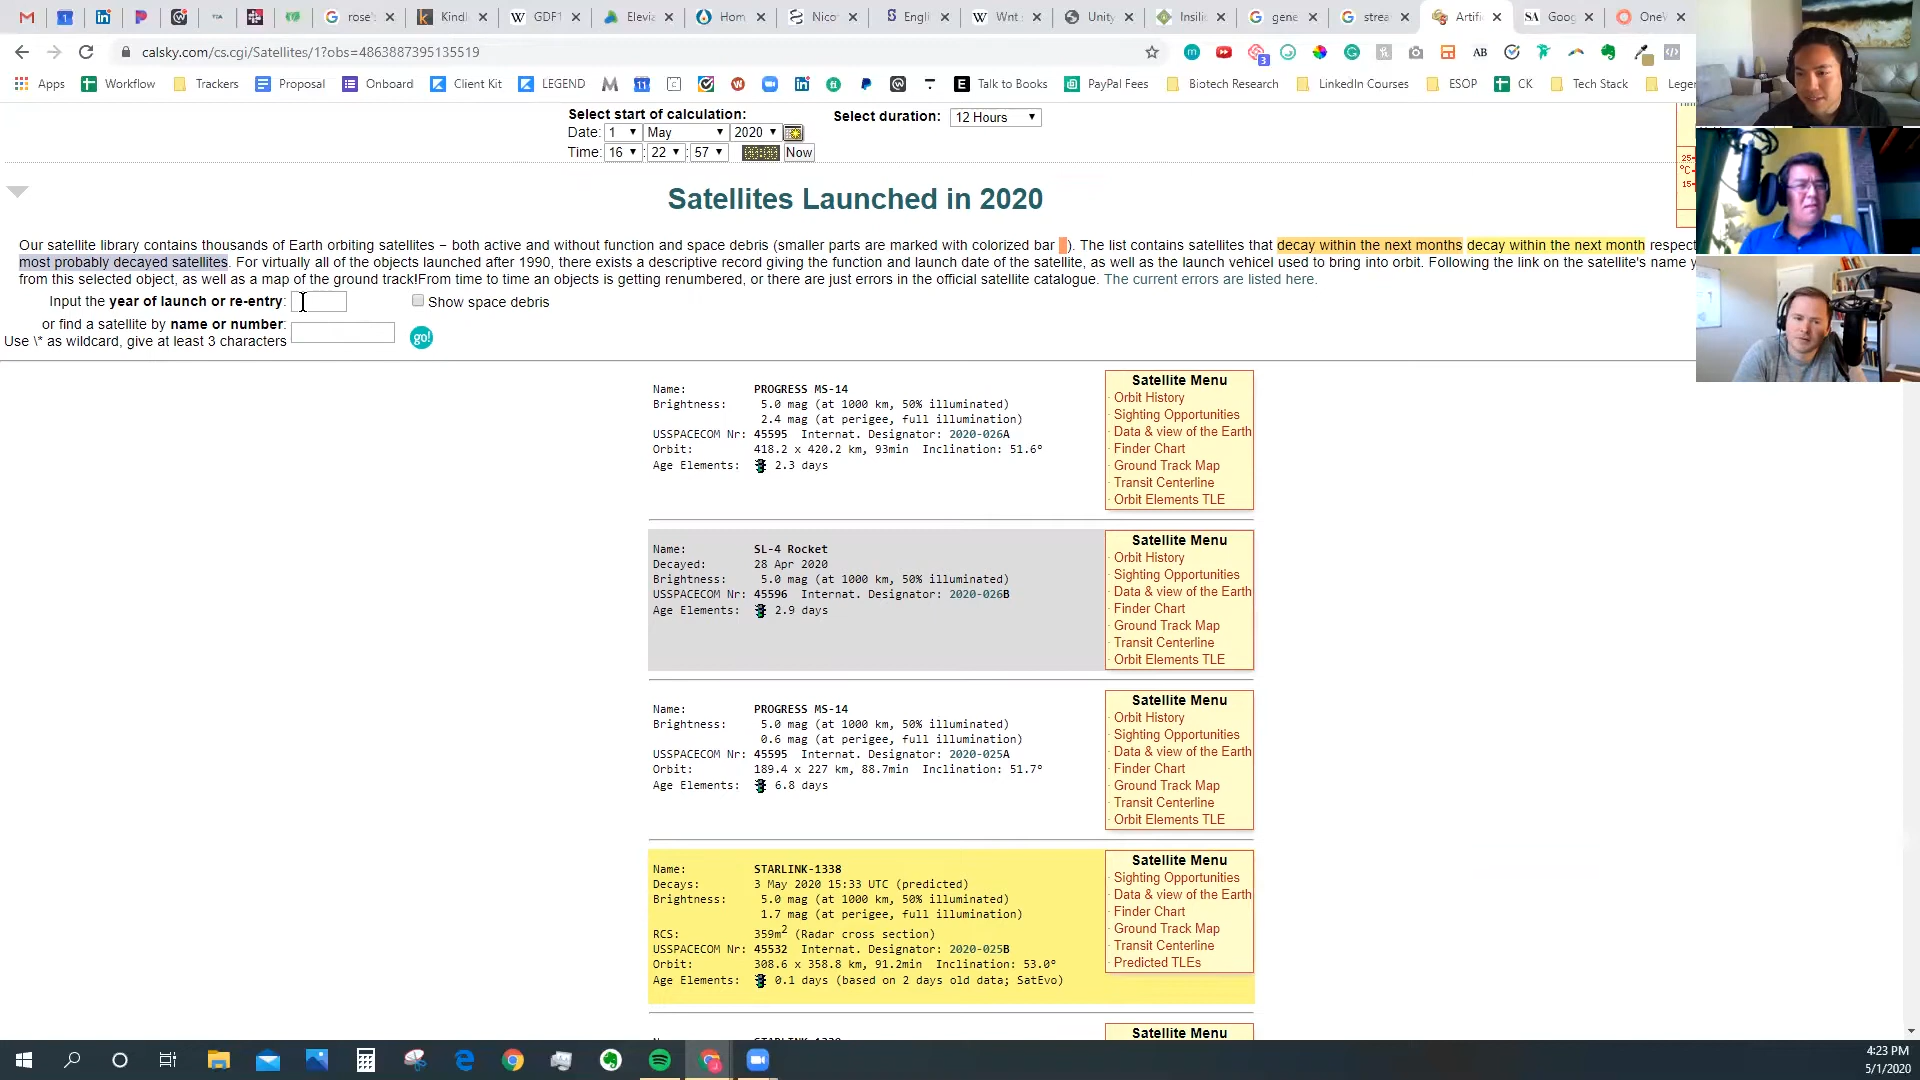 rose'
Kindl
GDF1
Elevia
Hom
Nico
Engli
Wnt
Unity
Insilic
gene
strea
Artifi
SA Goog
OneV
calsky.com/cs.cgi/Satellites/1?obs=4863887395135519
Apps Workflow Trackers Proposal Onboard Client Kit LEGEND Talk to Books PayPal Fees Biotech Research LinkedIn Courses ESOP CK Tech Stack Leger
Select start of calculation: Select duration: 12 Hours
Date: 1 May 2020
Time: 16 : 22 : 57 Now
25
°C
15
Satellites Launched in 2020
Our satellite library contains thousands of Earth orbiting satellites − both active and without function and space debris (smaller parts are marked with colorized bar ). The list contains satellites that decay within the next months decay within the next month respect
most probably decayed satellites. For virtually all of the objects launched after 1990, there exists a descriptive record giving the function and launch date of the satellite, as well as the launch vehicel used to bring into orbit. Following the link on the satellite's name y
from this selected object, as well as a map of the ground track!From time to time an objects is getting renumbered, or there are just errors in the official satellite catalogue. The current errors are listed here.
Input the year of launch or re-entry: Show space debris
or find a satellite by name or number:
Use \* as wildcard, give at least 3 characters go!
Name: PROGRESS MS-14
Brightness: 5.0 mag (at 1000 km, 50% illuminated)
2.4 mag (at perigee, full illumination)
USSPACECOM Nr: 45595 Internat. Designator: 2020-026A
Orbit: 418.2 x 420.2 km, 93min Inclination: 51.6°
Age Elements: 2.3 days
Satellite Menu
· Orbit History
· Sighting Opportunities
· Data & view of the Earth
· Finder Chart
· Ground Track Map
· Transit Centerline
· Orbit Elements TLE
Name: SL-4 Rocket
Decayed: 28 Apr 2020
Brightness: 5.0 mag (at 1000 km, 50% illuminated)
USSPACECOM Nr: 45596 Internat. Designator: 2020-026B
Age Elements: 2.9 days
Satellite Menu
· Orbit History
· Sighting Opportunities
· Data & view of the Earth
· Finder Chart
· Ground Track Map
· Transit Centerline
· Orbit Elements TLE
Name: PROGRESS MS-14
Brightness: 5.0 mag (at 1000 km, 50% illuminated)
0.6 mag (at perigee, full illumination)
USSPACECOM Nr: 45595 Internat. Designator: 2020-025A
Orbit: 189.4 x 227 km, 88.7min Inclination: 51.7°
Age Elements: 6.8 days
Satellite Menu
· Orbit History
· Sighting Opportunities
· Data & view of the Earth
· Finder Chart
· Ground Track Map
· Transit Centerline
· Orbit Elements TLE
Name: STARLINK-1338
Decays: 3 May 2020 15:33 UTC (predicted)
Brightness: 5.0 mag (at 1000 km, 50% illuminated)
1.7 mag (at perigee, full illumination)
RCS: 359m2 (Radar cross section)
USSPACECOM Nr: 45532 Internat. Designator: 2020-025B
Orbit: 308.6 x 358.8 km, 91.2min Inclination: 53.0°
Age Elements: 0.1 days (based on 2 days old data; SatEvo)
Satellite Menu
· Sighting Opportunities
· Data & view of the Earth
· Finder Chart
· Ground Track Map
· Transit Centerline
· Predicted TLEs
Satellite Menu
4:23 PM
5/1/2020